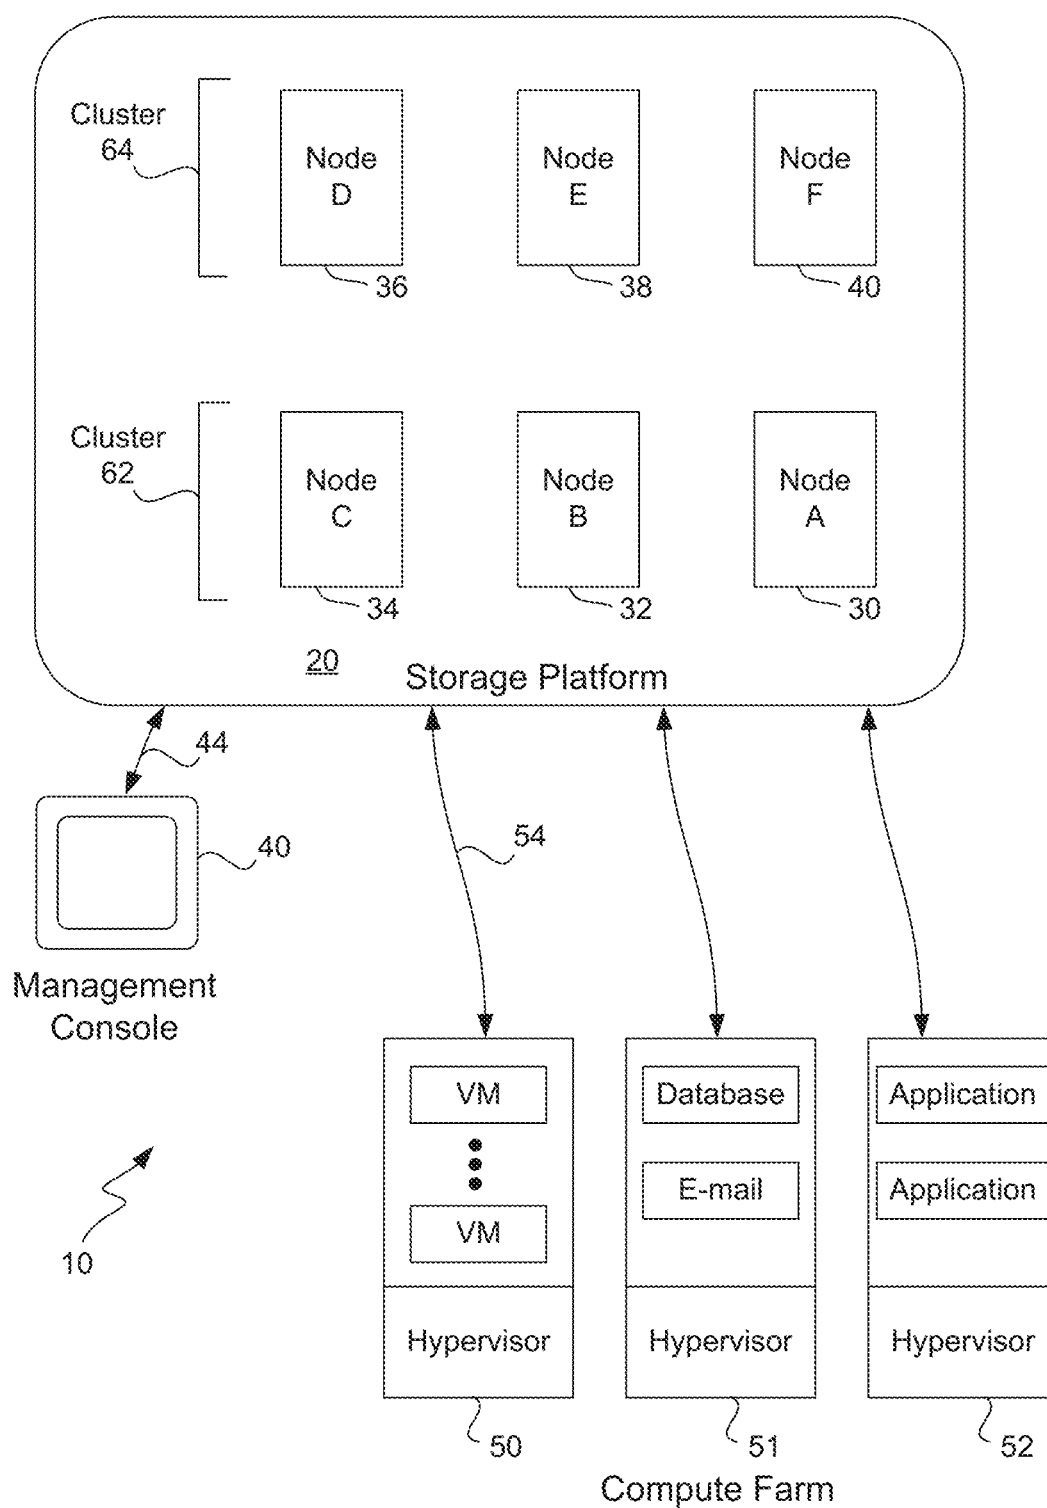 Cluster
64
Node
D
Node
E
Node
F
36
38
40
Cluster
62
Node
C
Node
B
Node
A
34
32
30
20
Storage Platform
44
54
40
Management
Console
VM
Database
Application
VM
E-mail
Application
10
Hypervisor
Hypervisor
Hypervisor
50
51
52
Compute Farm